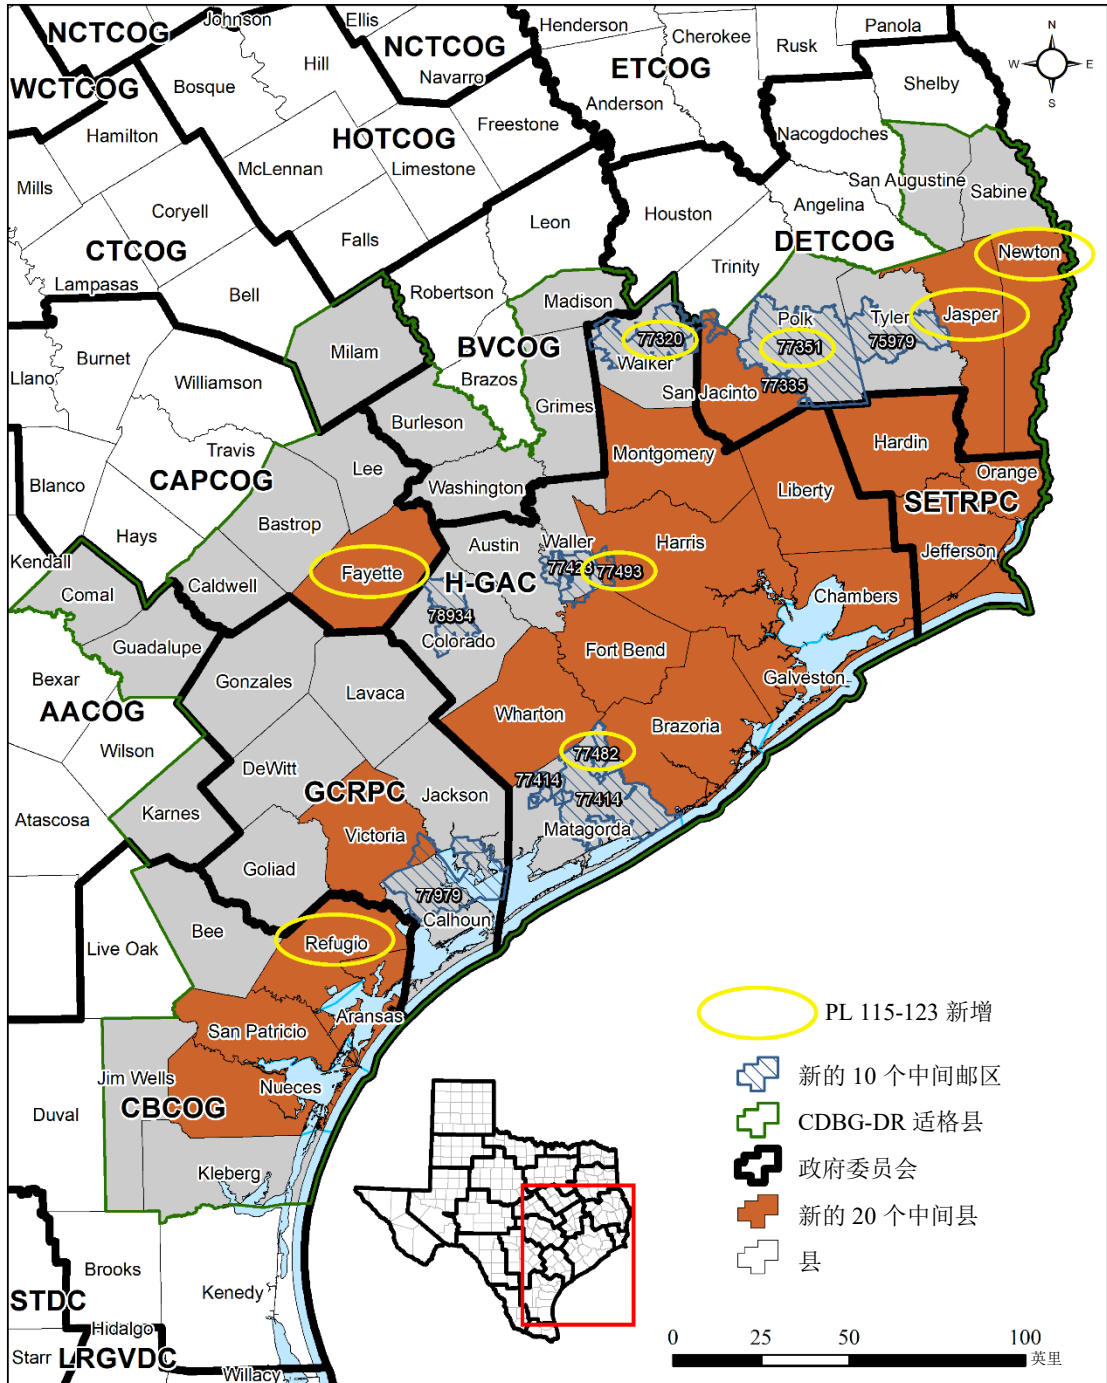 Johnson
Ellis
Henderson
Cherokee
Panola
Rusk
N
W
E
S
NCTCOG
NCTCOG
Hill
Navarro
ETCOG
Shelby
WCTCOG
Bosque
Anderson
Hamilton
HOTCOG
Freestone
Nacogdoches
McLennan
Limestone
San Augustine
Sabine
Mills
Coryell
Leon
Houston
Angelina
CTCOG
Falls
DETCOG
Newton
Lampasas
Bell
Robertson
Trinity
Madison
Polk
Tyler
Jasper
77320
77351
75979
Burnet
Milam
BVCOG
Walker
Llano
Williamson
Brazos
San Jacinto
77335
Grimes
Burleson
Travis
Montgomery
Hardin
Lee
CAPCOG
Liberty
Orange
Blanco
Washington
SETRPC
Bastrop
Hays
Austin
Waller
Harris
Jefferson
Kendall
Fayette
H-GAC
77423
77493
Caldwell
Comal
Chambers
78934
Colorado
Guadalupe
Fort Bend
Bexar
Gonzales
Lavaca
Galveston
AACOG
Wharton
Brazoria
Wilson
77482
DeWitt
77414
GCRPC
Jackson
77414
Karnes
Atascosa
Victoria
Matagorda
Goliad
77979
Calhoun
Bee
Live Oak
Refugio
Aransas
San Patricio
Jim Wells
Nueces
Duval
CBCOG
Kleberg
Brooks
STDC
Kenedy
Hidalgo
Starr
LRGVDC
Willacy
PL 115-123 新增
新的 10 个中间邮区
CDBG-DR 适格县
政府委员会
新的 20 个中间县
县
0
25
50
100
英里